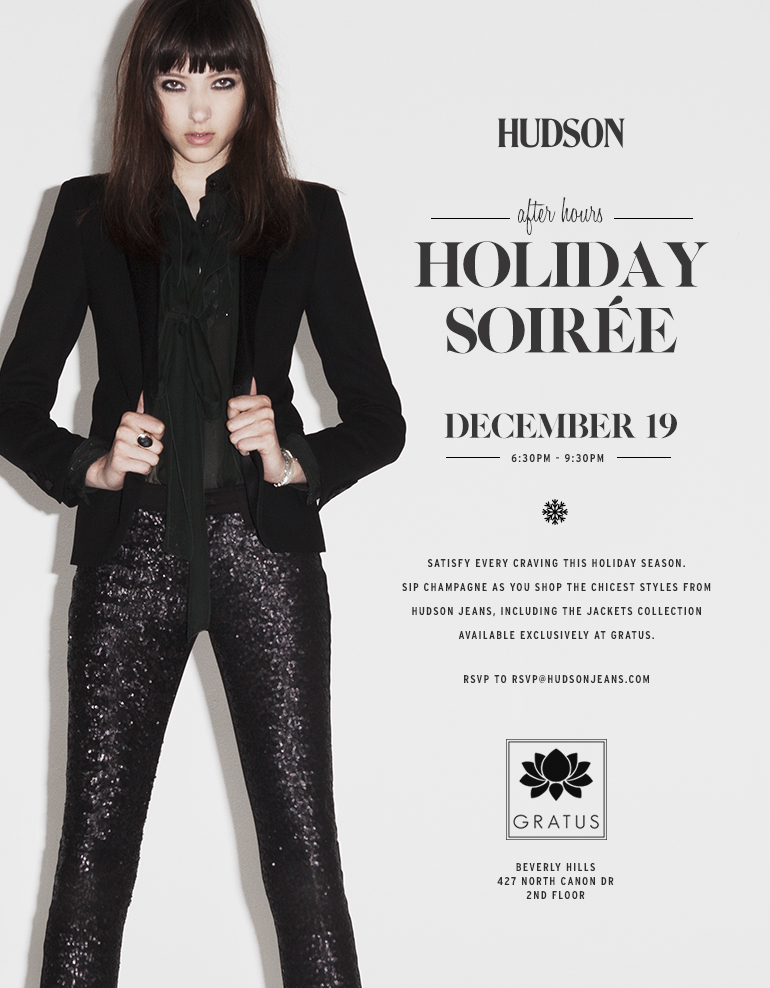 HUDSON
after hours
HOLIDAY
SOIRÉE
DECEMBER 19
6:30PM - 9:30PM
SATISFY EVERY CRAVING THIS HOLIDAY SEASON.
SIP CHAMPAGNE AS YOU SHOP THE CHICEST STYLES FROM
HUDSON JEANS, INCLUDING THE JACKETS COLLECTION
AVAILABLE EXCLUSIVELY AT GRATUS.
RSVP TO RSVP@HUDSONJEANS.COM
GRATUS
BEVERLY HILLS
427 NORTH CANON DR
2ND FLOOR